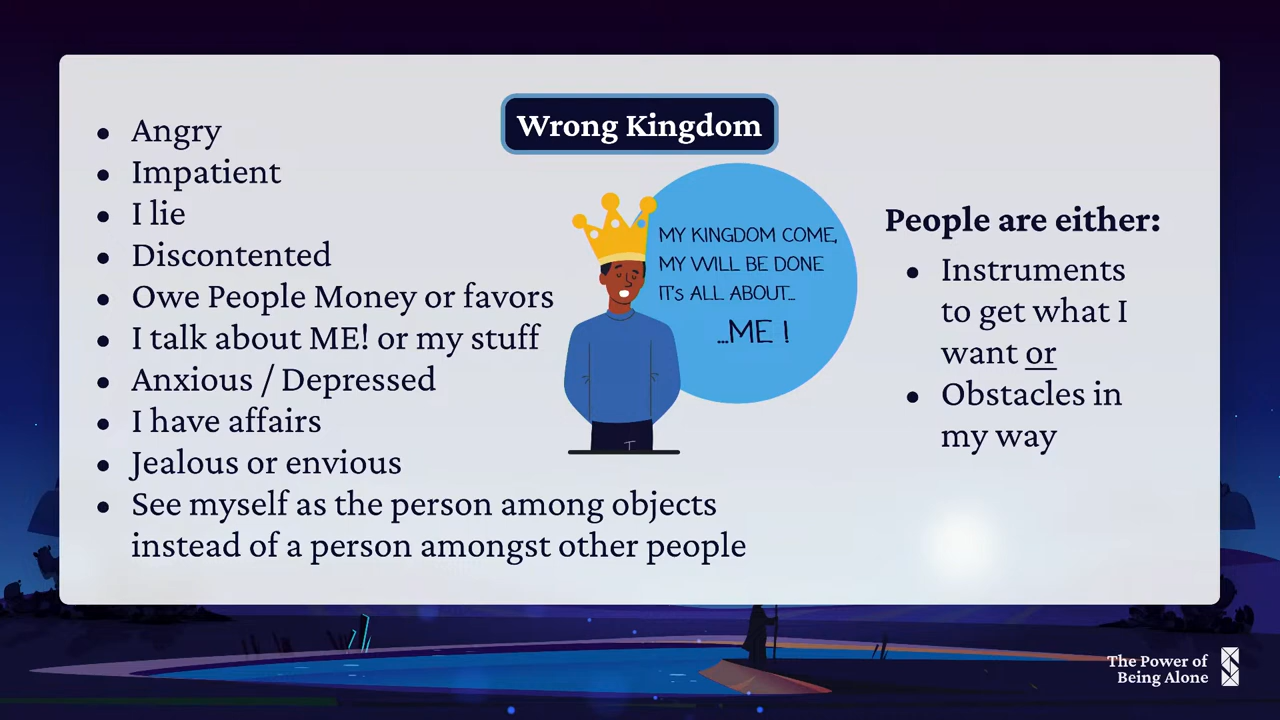 Wrong Kingdom
Angry
Impatient
I lie
Discontented
Owe People Money or favors
I talk about ME! or my stuff
Anxious / Depressed
I have affairs
Jealous or envious
See myself as the person among objects
instead of a person amongst other people
MY KINGDOM COME,
MY WILL BE DONE
IT'S ALL ABOUT...
...ME !
People are either:
Instruments
to get what I
want or
Obstacles in
my way
The Power of
Being Alone